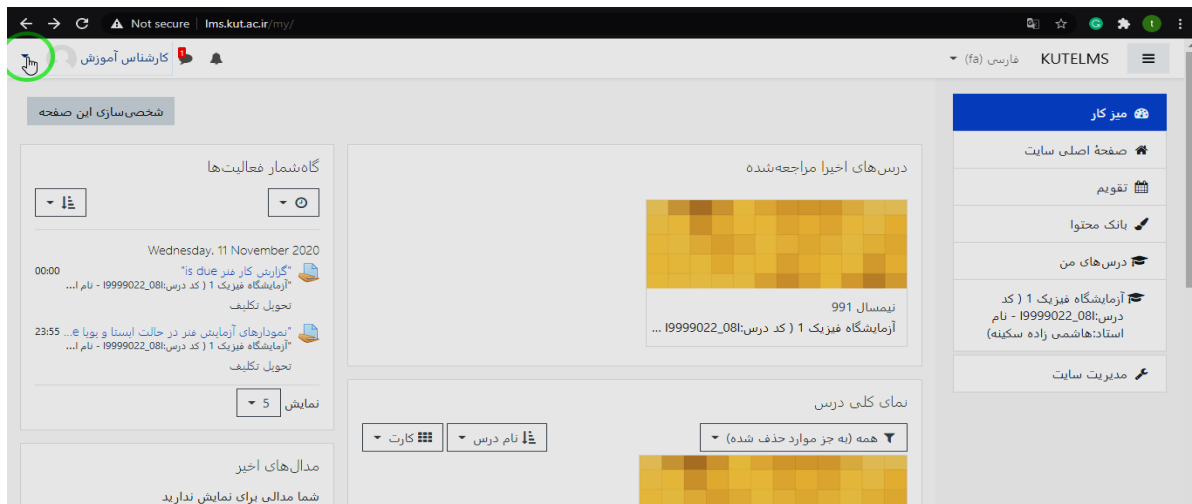 Not secure | lms.kut.ac.ir/my/
t
KUTELMS
فارسی ‎(fa)‎
1
کارشناس آموزش
شخصی‌سازی این صفحه
میز کار
صفحهٔ اصلی سایت
تقویم
بانک محتوا
درس‌های من
آزمایشگاه فیزیک 1 ( کد
درس:I9999022_08 - نام
استاد:هاشمی زاده سکینه)
مدیریت سایت
درس‌های اخیرا مراجعه‌شده
نیمسال 991
آزمایشگاه فیزیک 1 ( کد درس:I9999022_08I ...
نمای کلی درس
همه (به جز موارد حذف شده)
نام درس
کارت
گاه‌شمار فعالیت‌ها
Wednesday, 11 November 2020
"گزارش کار فنر is due"
00:00
"آزمایشگاه فیزیک 1 ( کد درس:I9999022_08I - نام ا...
تحویل تکلیف
"نمودارهای آزمایش فنر در حالت ایستا و پویا e...
23:55
"آزمایشگاه فیزیک 1 ( کد درس:I9999022_08I - نام ا...
تحویل تکلیف
نمایش 5
مدال‌های اخیر
شما مدالی برای نمایش ندارید